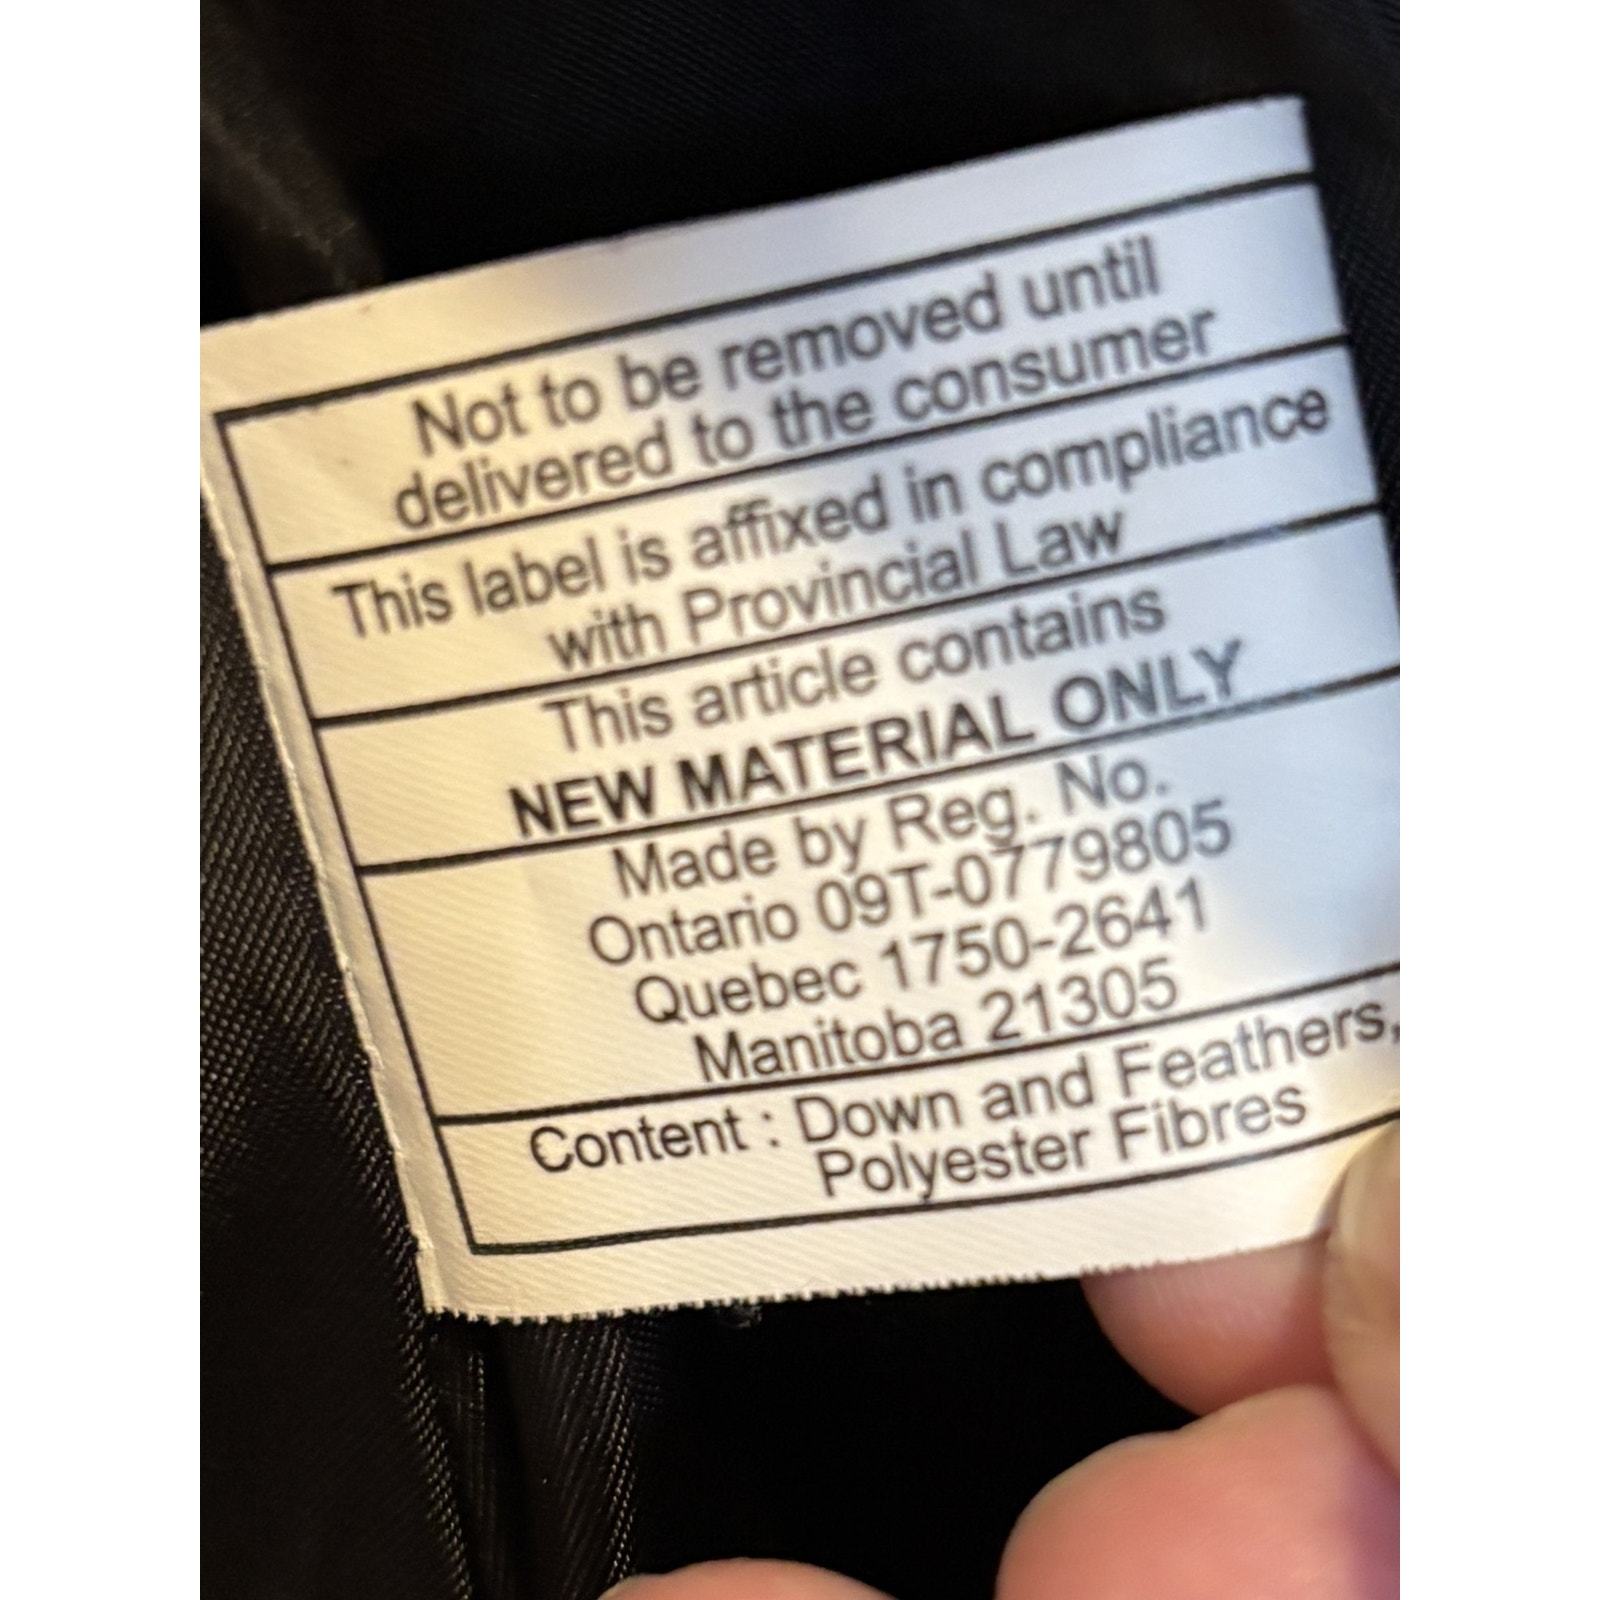 Not to be removed until
delivered to the consumer
This label is affixed in compliance
with Provincial Law
This article contains
NEW MATERIAL ONLY
Made by Reg. No.
Ontario 09T-0779805
Quebec 1750-2641
Manitoba 21305
Content : Down and Feathers,
Polyester Fibres